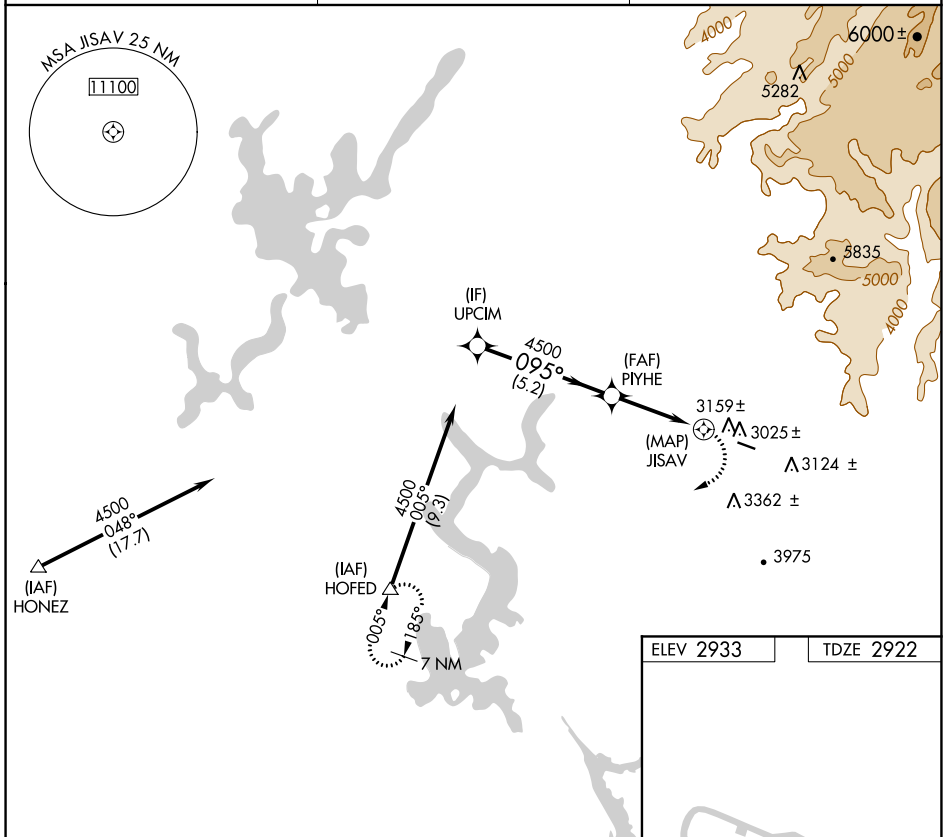 MSA JISAV 25 NM
11100
4000
6000±
5282
5000
5835
5000
4000
(IF)
UPCIM
4500
095°
(5.2)
(FAF)
PIYHE
3159±
3025±
(MAP)
JISAV
3124 ±
3362 ±
3975
4500
048°
(17.7)
(IAF)
HONEZ
4500
005°
(9.3)
(IAF)
HOFED
005°
185°
7 NM
ELEV 2933
TDZE 2922